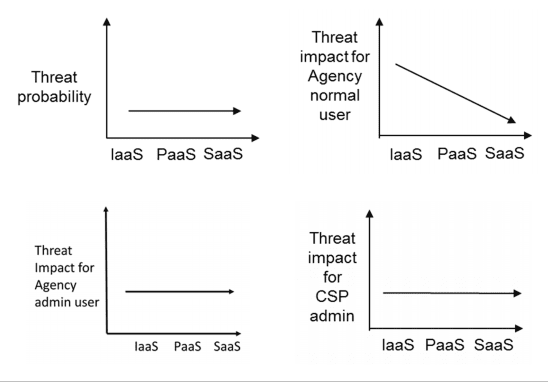 Threat
probability
IaaS PaaS SaaS
Threat
impact for
Agency
normal
user
IaaS PaaS SaaS
Threat
Impact for
Agency
admin user
IaaS PaaS SaaS
Threat
impact
for
CSP
admin
IaaS PaaS SaaS